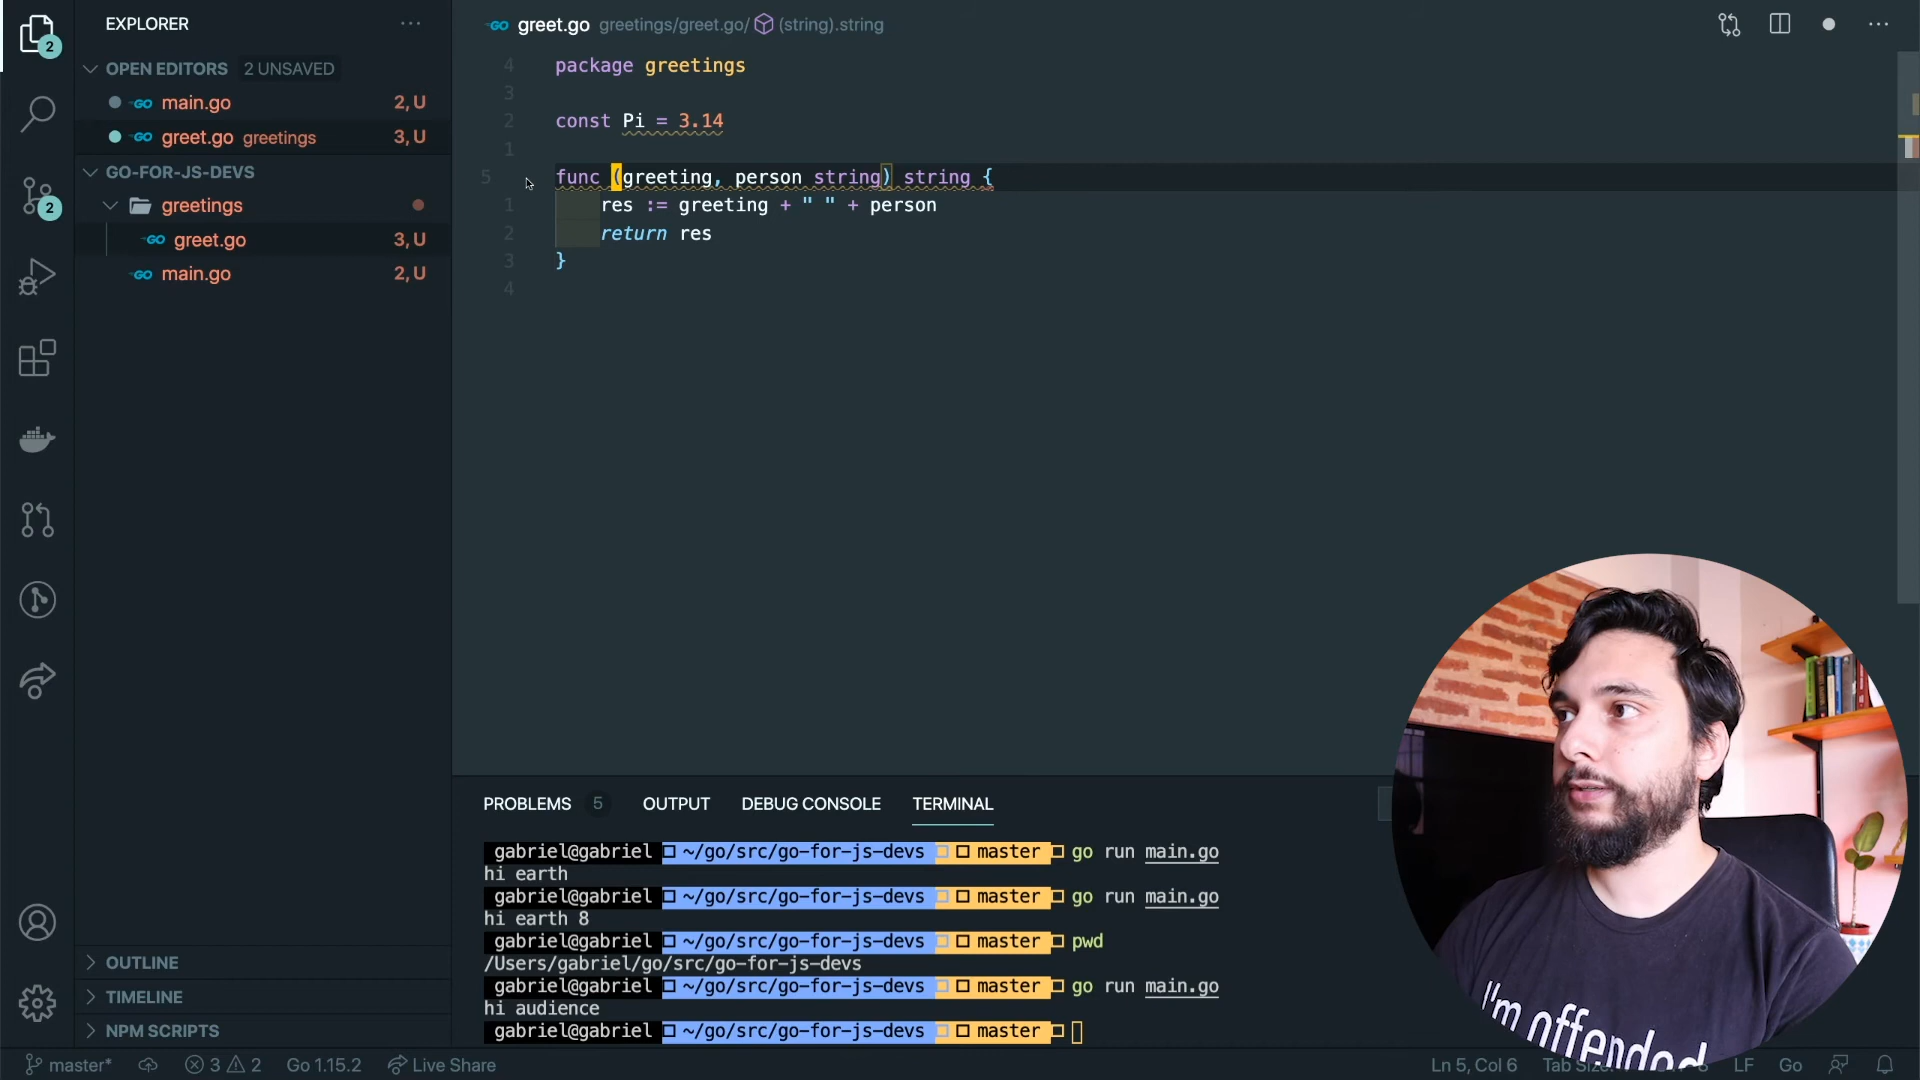 EXPLORER
OPEN EDITORS 2 UNSAVED
GO main.go 2, U
GO greet.go greetings 3, U
GO-FOR-JS-DEVS
greetings
GO greet.go 3, U
GO main.go 2, U
OUTLINE
TIMELINE
NPM SCRIPTS
2
2
GO greet.go greetings/greet.go/ (string).string
4 package greetings
3
2 const Pi = 3.14
1
5 func (greeting, person string) string {
1 res := greeting + " " + person
2 return res
3 }
4
PROBLEMS 5 OUTPUT DEBUG CONSOLE TERMINAL
gabriel@gabriel ~/go/src/go-for-js-devs master go run main.go
hi earth
gabriel@gabriel ~/go/src/go-for-js-devs master go run main.go
hi earth 8
gabriel@gabriel ~/go/src/go-for-js-devs master pwd
/Users/gabriel/go/src/go-for-js-devs
gabriel@gabriel ~/go/src/go-for-js-devs master go run main.go
hi audience
gabriel@gabriel ~/go/src/go-for-js-devs master
I'm offended
master* 3 2 Go 1.15.2 Live Share Ln 5, Col 6 Tab LF Go